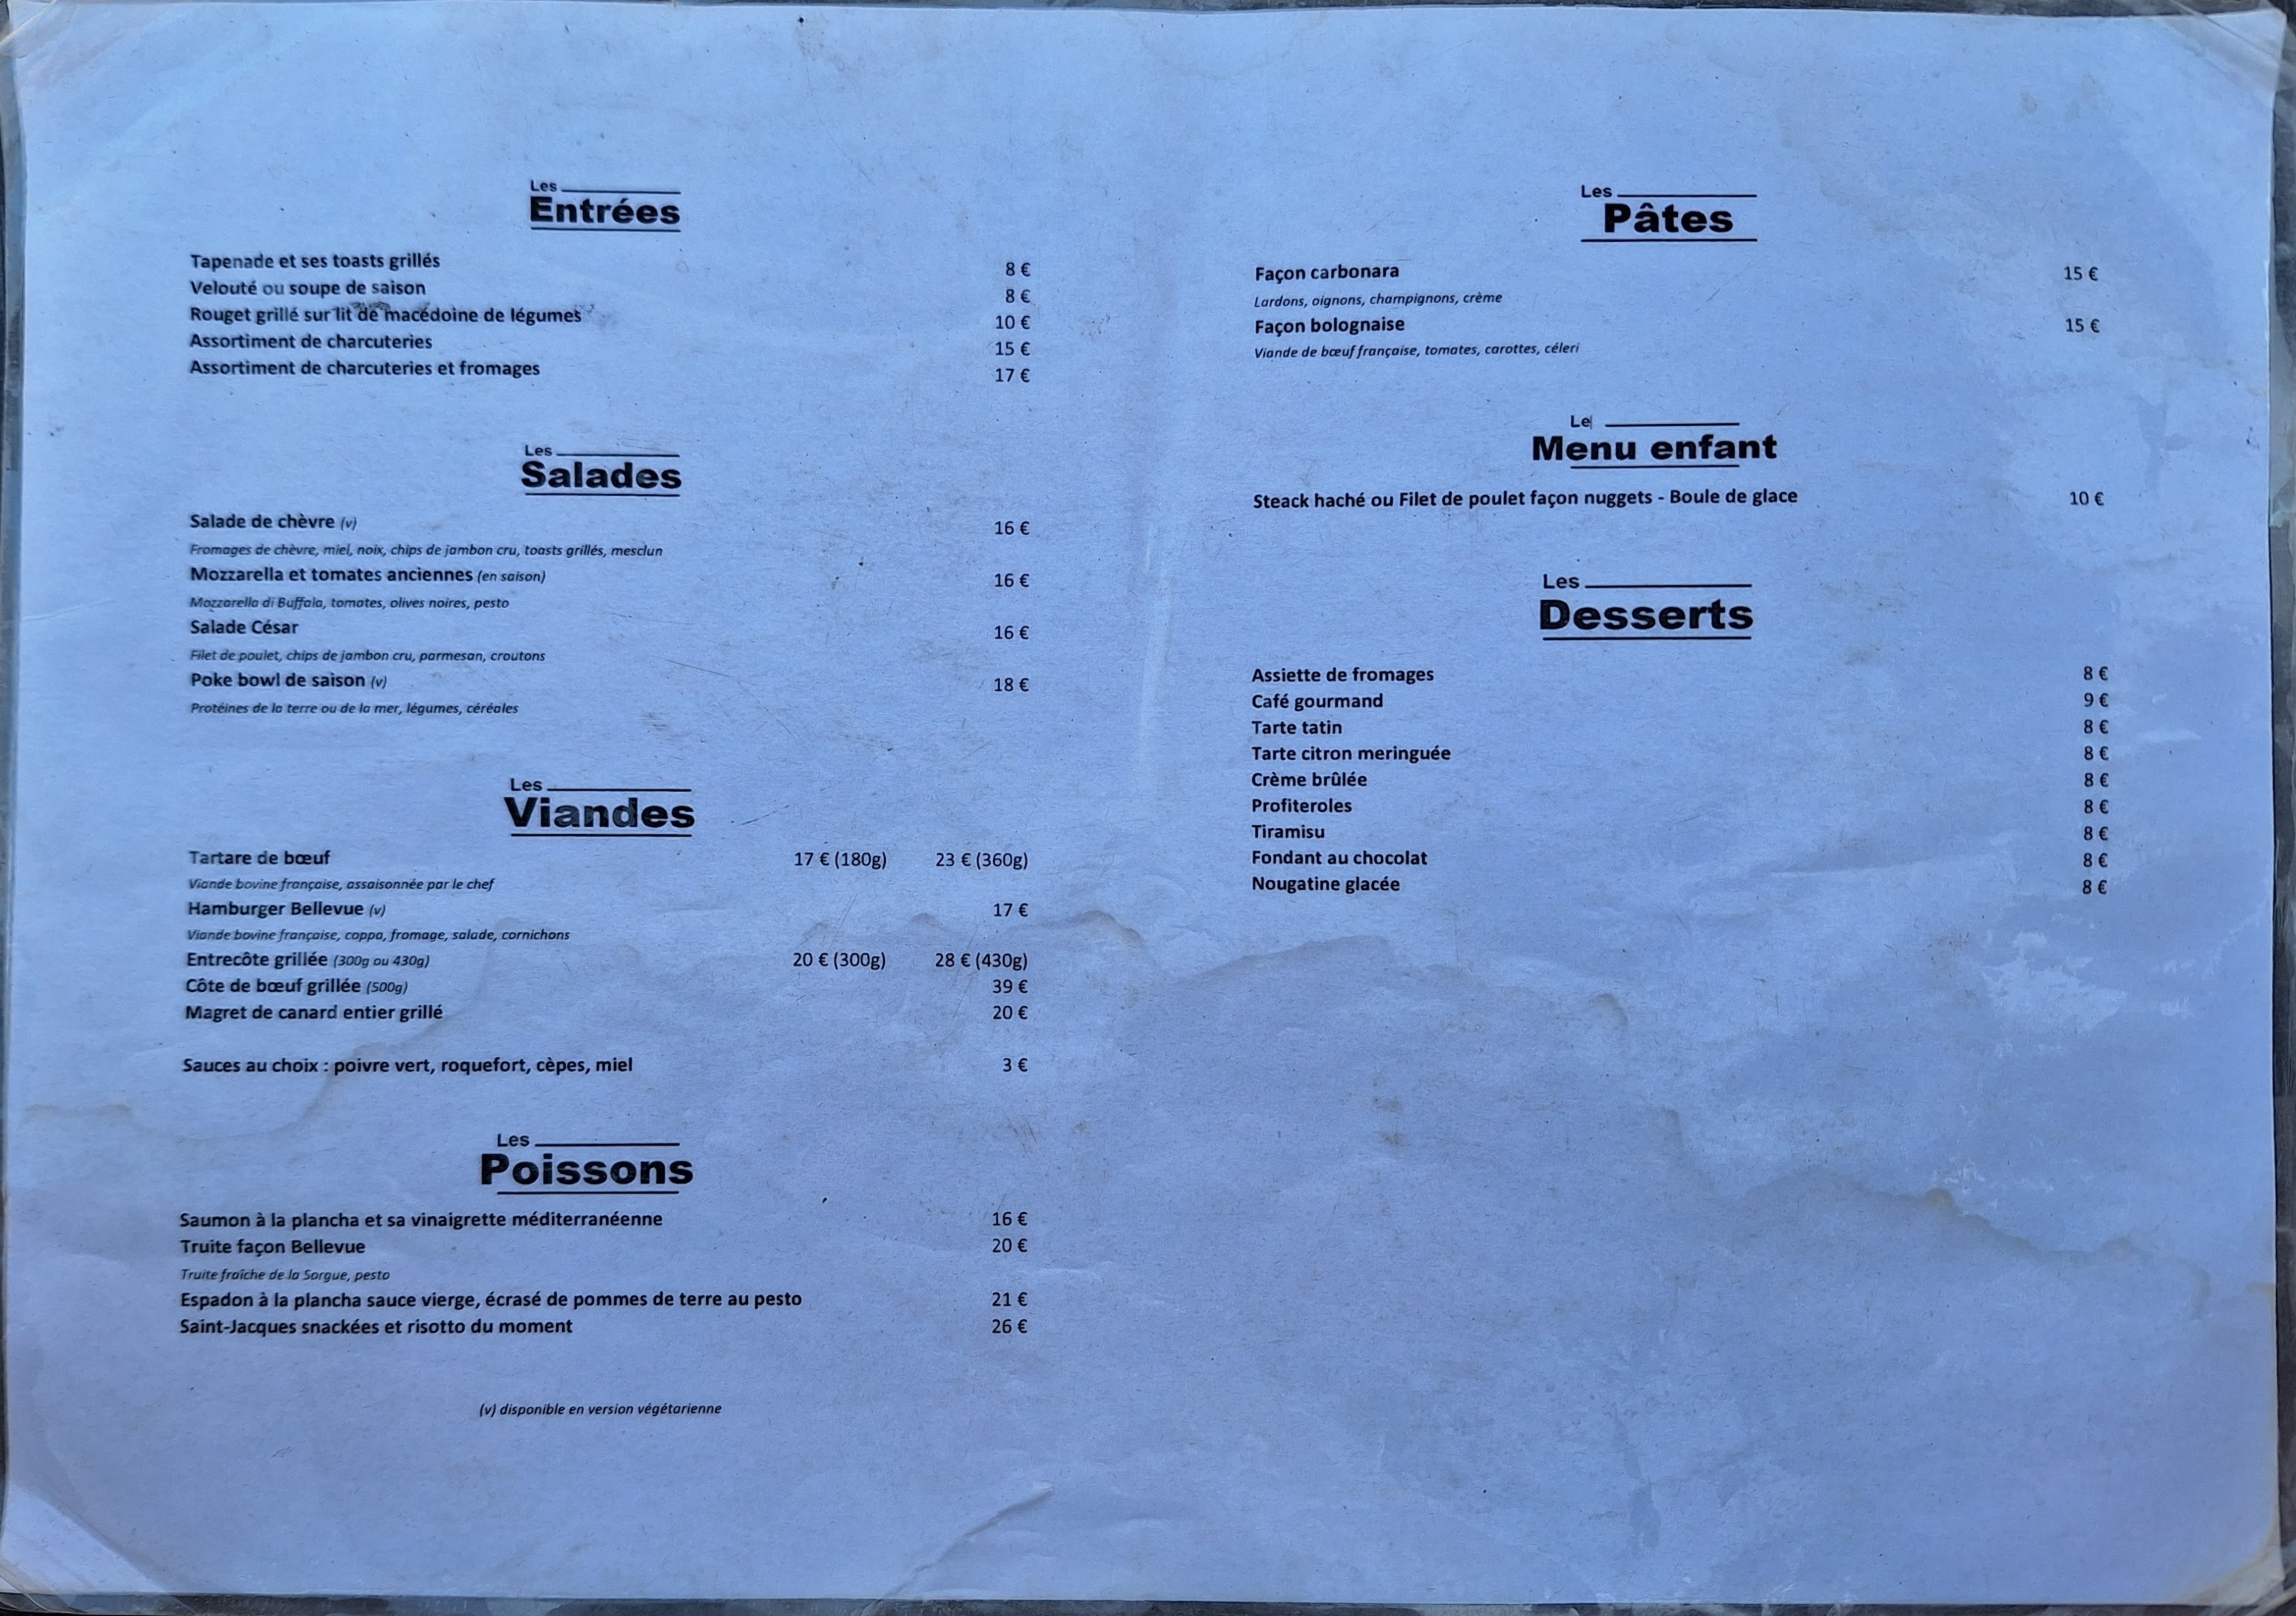 Les
Entrées
Tapenade et ses toasts grillés 8 €
Velouté ou soupe de saison 8 €
Rouget grillé sur lit de macédoine de légumes 10 €
Assortiment de charcuteries 15 €
Assortiment de charcuteries et fromages 17 €
Les
Salades
Salade de chèvre (v) 16 €
Fromages de chèvre, miel, noix, chips de jambon cru, toasts grillés, mesclun
Mozzarella et tomates anciennes (en saison) 16 €
Mozzarella di Buffala, tomates, olives noires, pesto
Salade César 16 €
Filet de poulet, chips de jambon cru, parmesan, croutons
Poke bowl de saison (v) 18 €
Protéines de la terre ou de la mer, légumes, céréales
Les
Viandes
Tartare de bœuf 17 € (180g) 23 € (360g)
Viande bovine française, assaisonnée par le chef
Hamburger Bellevue (v) 17 €
Viande bovine française, coppa, fromage, salade, cornichons
Entrecôte grillée (300g ou 430g) 20 € (300g) 28 € (430g)
Côte de bœuf grillée (500g) 39 €
Magret de canard entier grillé 20 €
Sauces au choix : poivre vert, roquefort, cèpes, miel 3 €
Les
Poissons
Saumon à la plancha et sa vinaigrette méditerranéenne 16 €
Truite façon Bellevue 20 €
Truite fraîche de la Sorgue, pesto
Espadon à la plancha sauce vierge, écrasé de pommes de terre au pesto 21 €
Saint-Jacques snackées et risotto du moment 26 €
(v) disponible en version végétarienne
Les
Pâtes
Façon carbonara 15 €
Lardons, oignons, champignons, crème
Façon bolognaise 15 €
Viande de bœuf française, tomates, carottes, céleri
Le
Menu enfant
Steack haché ou Filet de poulet façon nuggets - Boule de glace 10 €
Les
Desserts
Assiette de fromages 8 €
Café gourmand 9 €
Tarte tatin 8 €
Tarte citron meringuée 8 €
Crème brûlée 8 €
Profiteroles 8 €
Tiramisu 8 €
Fondant au chocolat 8 €
Nougatine glacée 8 €